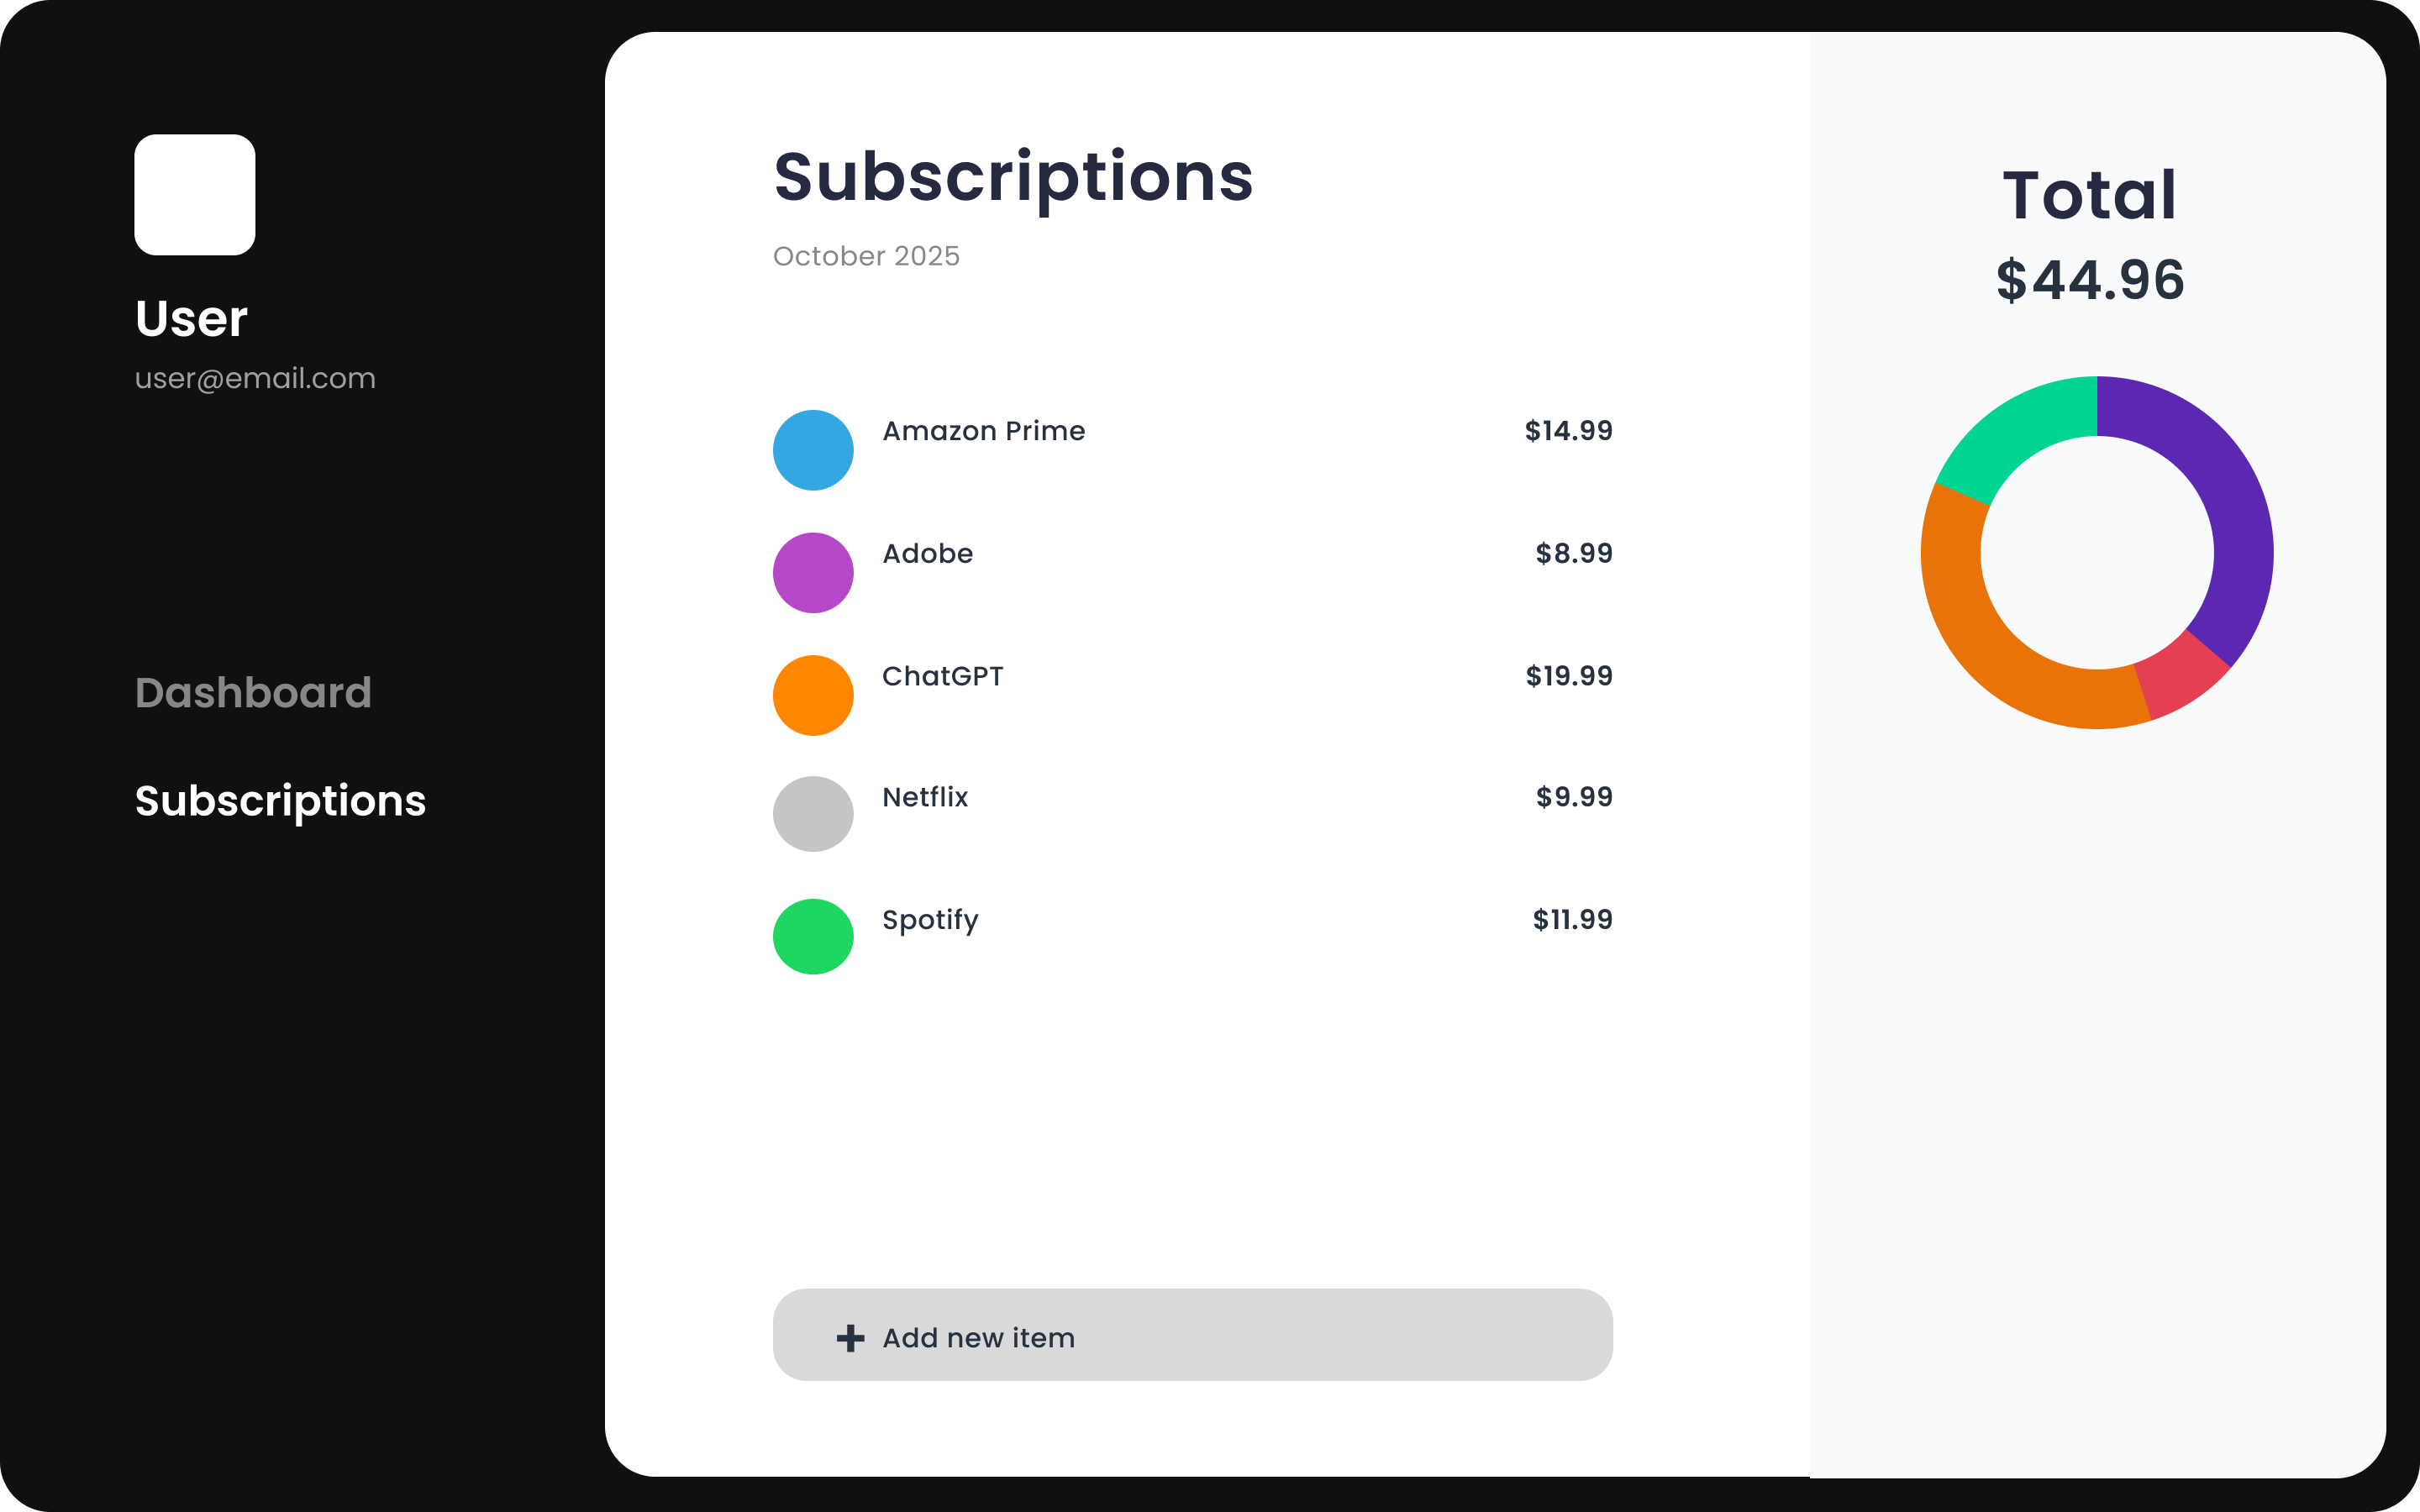 User
user@email.com
Dashboard
Subscriptions
Subscriptions
October 2025
Amazon Prime $14.99
Adobe $8.99
ChatGPT $19.99
Netflix $9.99
Spotify $11.99
+ Add new item
Total
$44.96